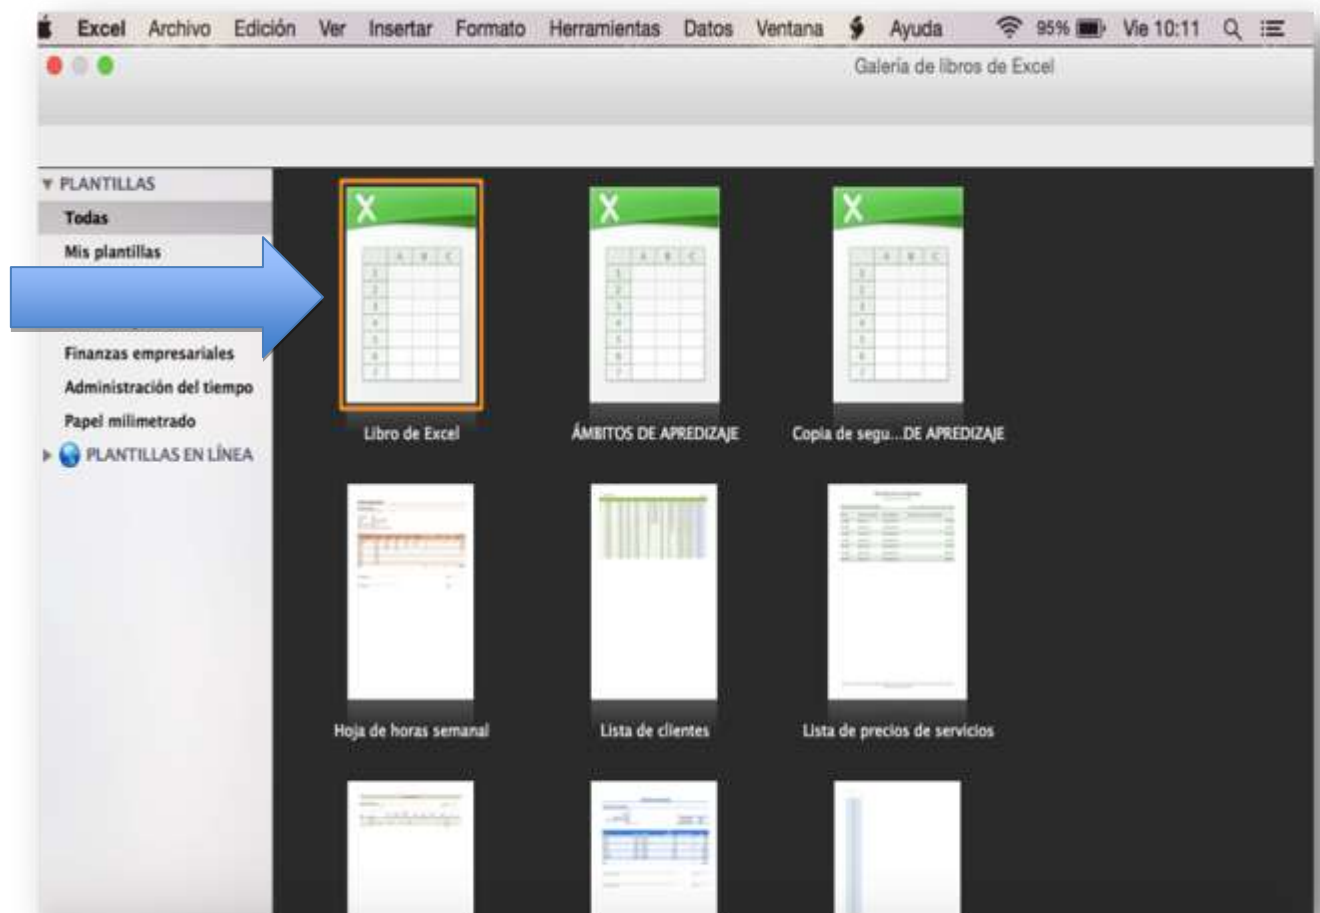 Excel Archivo Edición Ver Insertar Formato Herramientas Datos Ventana Ayuda 95% Vie 10:11
Galería de libros de Excel
PLANTILLAS
Todas
Mis plantillas
Finanzas empresariales
Administración del tiempo
Papel milimetrado
PLANTILLAS EN LÍNEA
Libro de Excel
ÁMBITOS DE APREDIZAJE
Copia de segu...DE APREDIZAJE
Hoja de horas semanal
Lista de clientes
Lista de precios de servicios